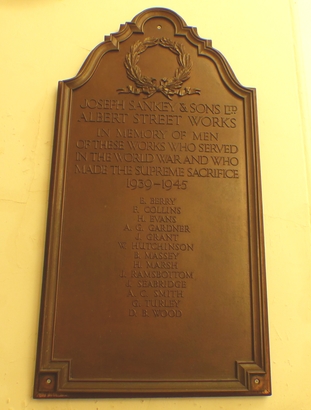 JOSEPH SANKEY & SONS LTD
ALBERT STREET WORKS
IN MEMORY OF MEN
OF THESE WORKS WHO SERVED
IN THE WORLD WAR AND WHO
MADE THE SUPREME SACRIFICE
1939-1945
E. BERRY
E. COLLINS
H. EVANS
A. L. GARDNER
J. GRANT
W. HUTCHINSON
MASSEY
H. MARSH
J. RAMSBOTTOM
J. SEABRIDGE
A. C. SMITH
G. TURLEY
D. B. WOOD